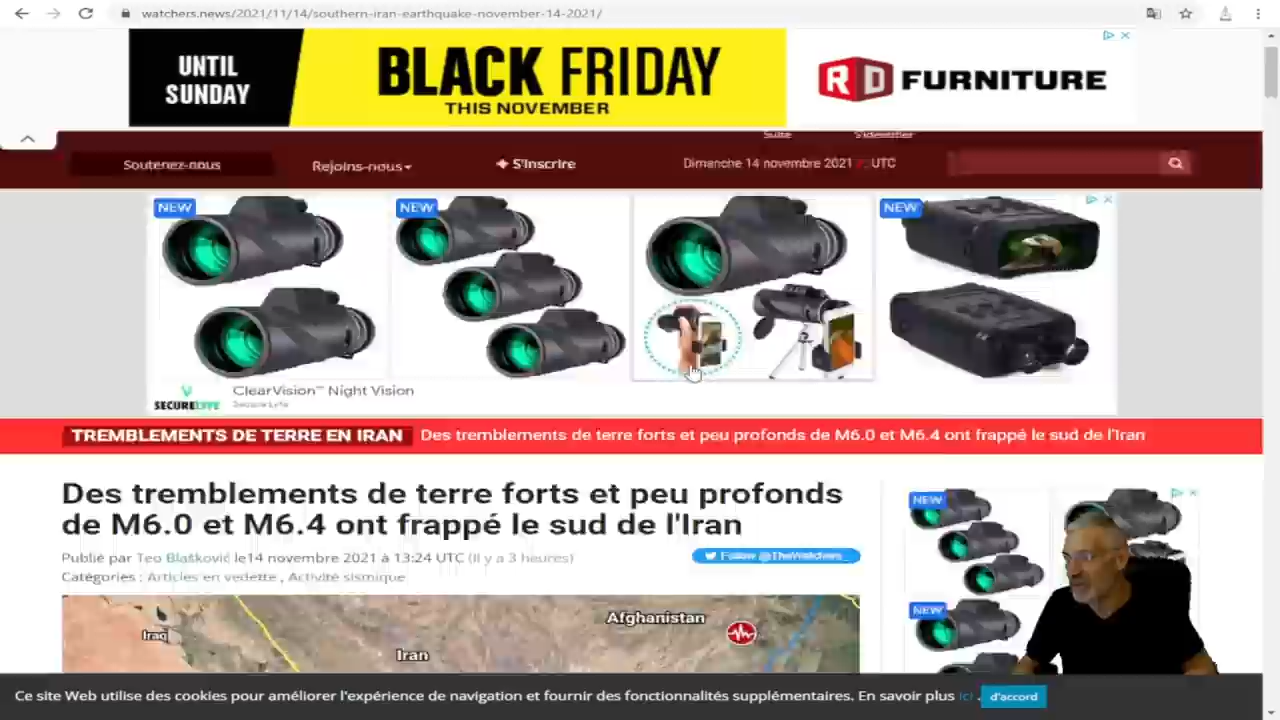 watchers.news/2021/11/14/southern-iran-earthquake-november-14-2021/
UNTIL
SUNDAY
BLACK FRIDAY
THIS NOVEMBER
RD FURNITURE
Suite
S'identifier
Soutenez-nous
Rejoins-nous
S'Inscrire
Dimanche 14 novembre 2021
UTC
NEW
NEW
NEW
SECURELYFE
ClearVision™ Night Vision
SecureLyfe
TREMBLEMENTS DE TERRE EN IRAN
Des tremblements de terre forts et peu profonds de M6.0 et M6.4 ont frappé le sud de l'Iran
Des tremblements de terre forts et peu profonds
de M6.0 et M6.4 ont frappé le sud de l'Iran
Publié par Teo Blašković le14 novembre 2021 à 13:24 UTC (Il y a 3 heures)
Follow @TheWatchers_
Catégories : Articles en vedette , Activité sismique
NEW
NEW
Afghanistan
Iraq
Iran
Ce site Web utilise des cookies pour améliorer l'expérience de navigation et fournir des fonctionnalités supplémentaires. En savoir plus ici .
d'accord